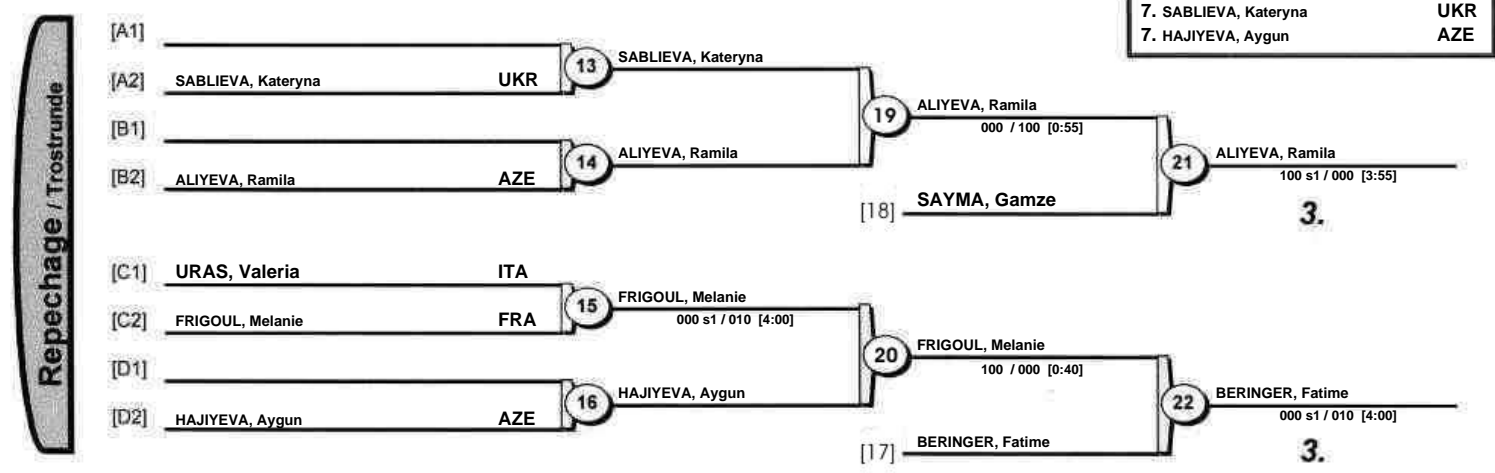 7. SABLIEVA, Kateryna UKR
7. HAJIYEVA, Aygun AZE
Repechage / Trostrunde
[A1]
13 SABLIEVA, Kateryna
[A2] SABLIEVA, Kateryna UKR
19 ALIYEVA, Ramila
000 / 100 [0:55]
[B1]
14 ALIYEVA, Ramila
[B2] ALIYEVA, Ramila AZE
21 ALIYEVA, Ramila
100 s1 / 000 [3:55]
[18] SAYMA, Gamze
3.
[C1] URAS, Valeria ITA
15 FRIGOUL, Melanie
000 s1 / 010 [4:00]
[C2] FRIGOUL, Melanie FRA
20 FRIGOUL, Melanie
100 / 000 [0:40]
[D1]
16 HAJIYEVA, Aygun
[D2] HAJIYEVA, Aygun AZE
22 BERINGER, Fatime
000 s1 / 010 [4:00]
[17] BERINGER, Fatime
3.